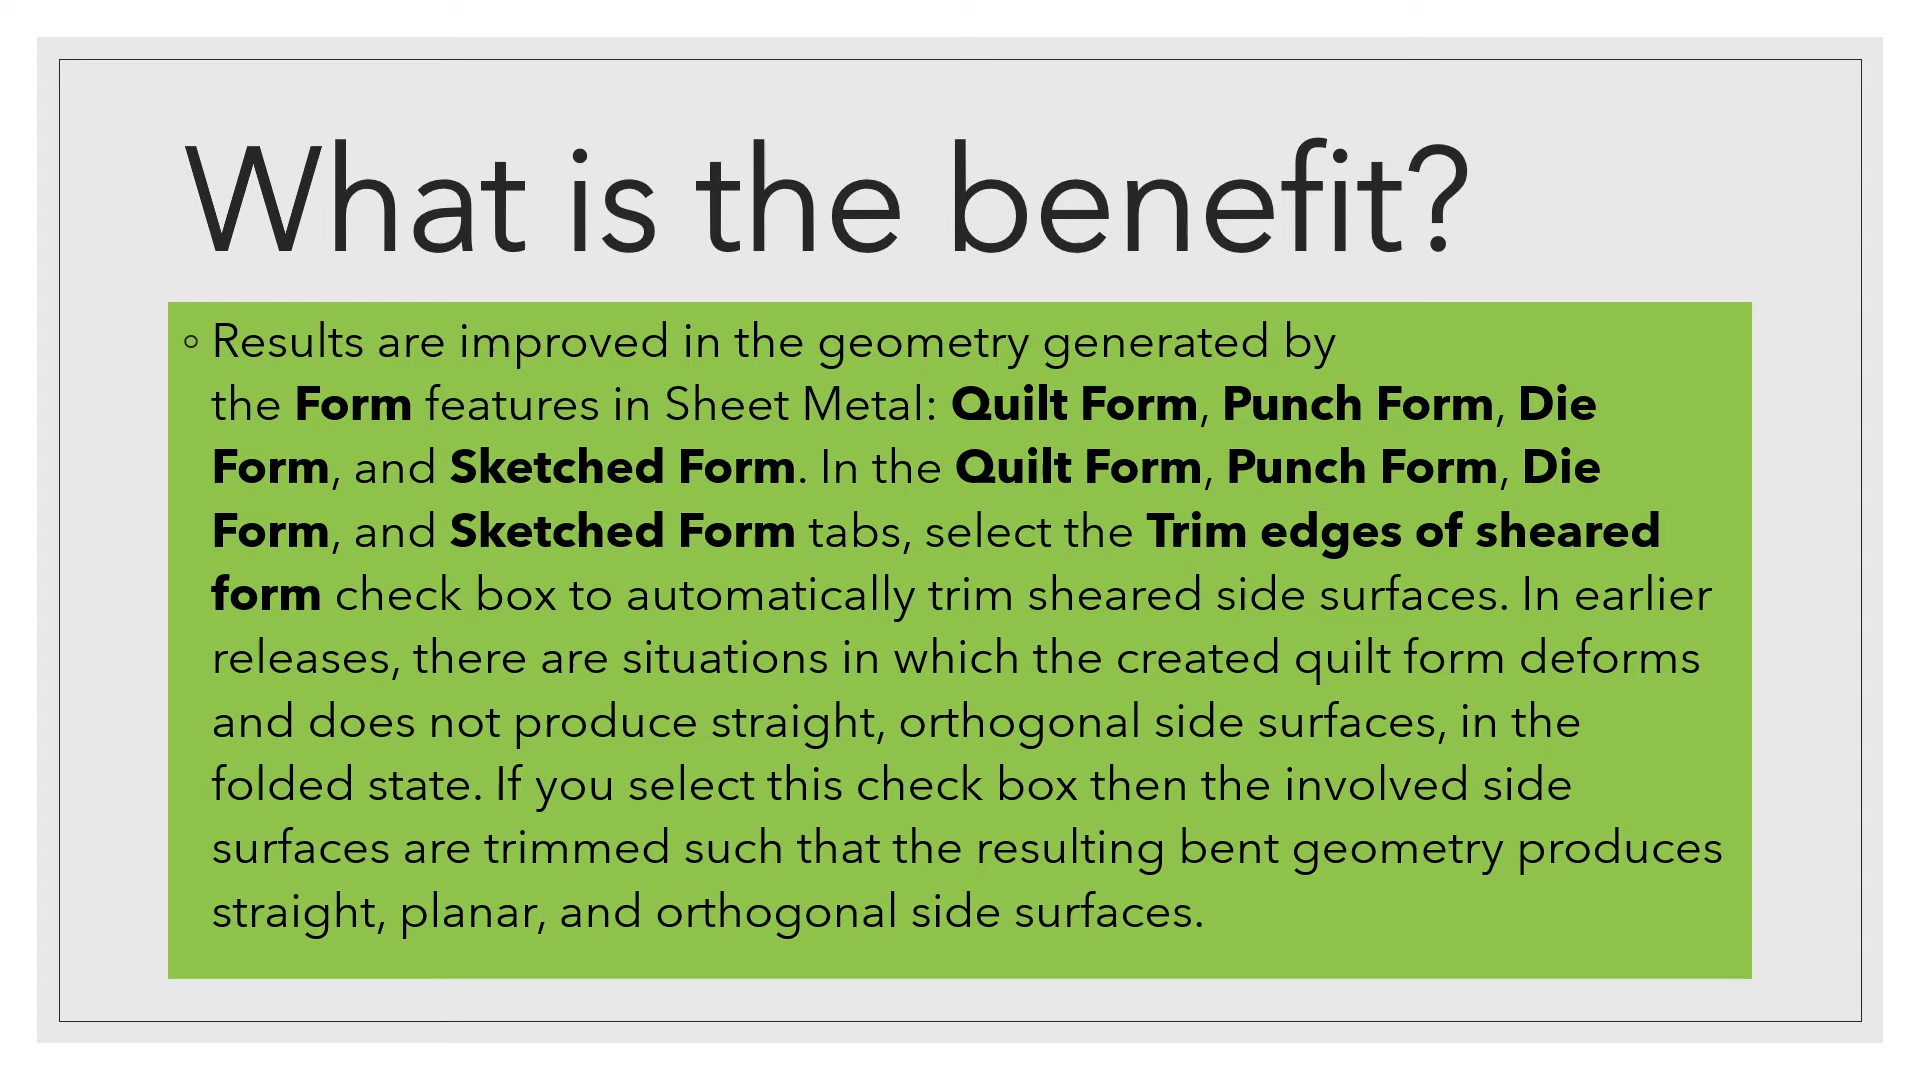 What is the benefit?
◦ Results are improved in the geometry generated by
the Form features in Sheet Metal: Quilt Form, Punch Form, Die
Form, and Sketched Form. In the Quilt Form, Punch Form, Die
Form, and Sketched Form tabs, select the Trim edges of sheared
form check box to automatically trim sheared side surfaces. In earlier
releases, there are situations in which the created quilt form deforms
and does not produce straight, orthogonal side surfaces, in the
folded state. If you select this check box then the involved side
surfaces are trimmed such that the resulting bent geometry produces
straight, planar, and orthogonal side surfaces.